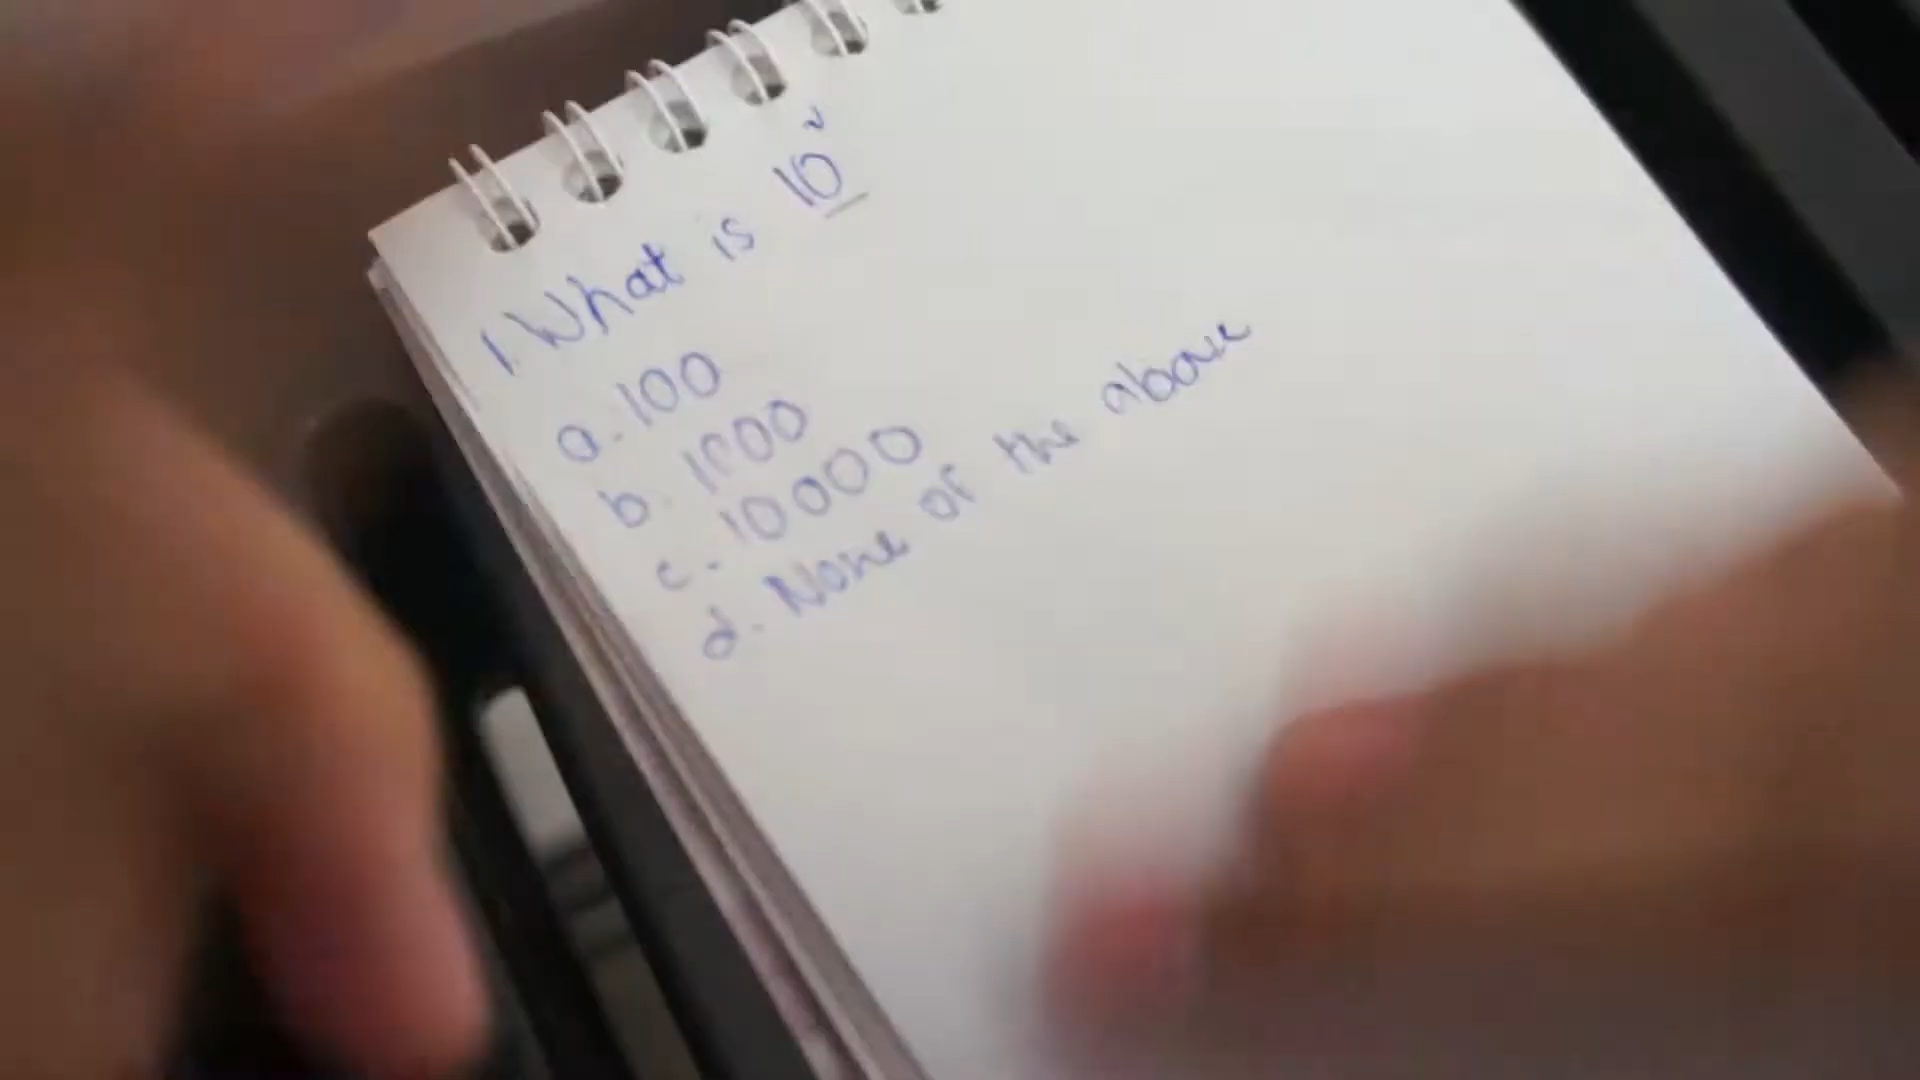 1. What is 10²
a. 100
b. 1000
c. 10000
d. None of the above